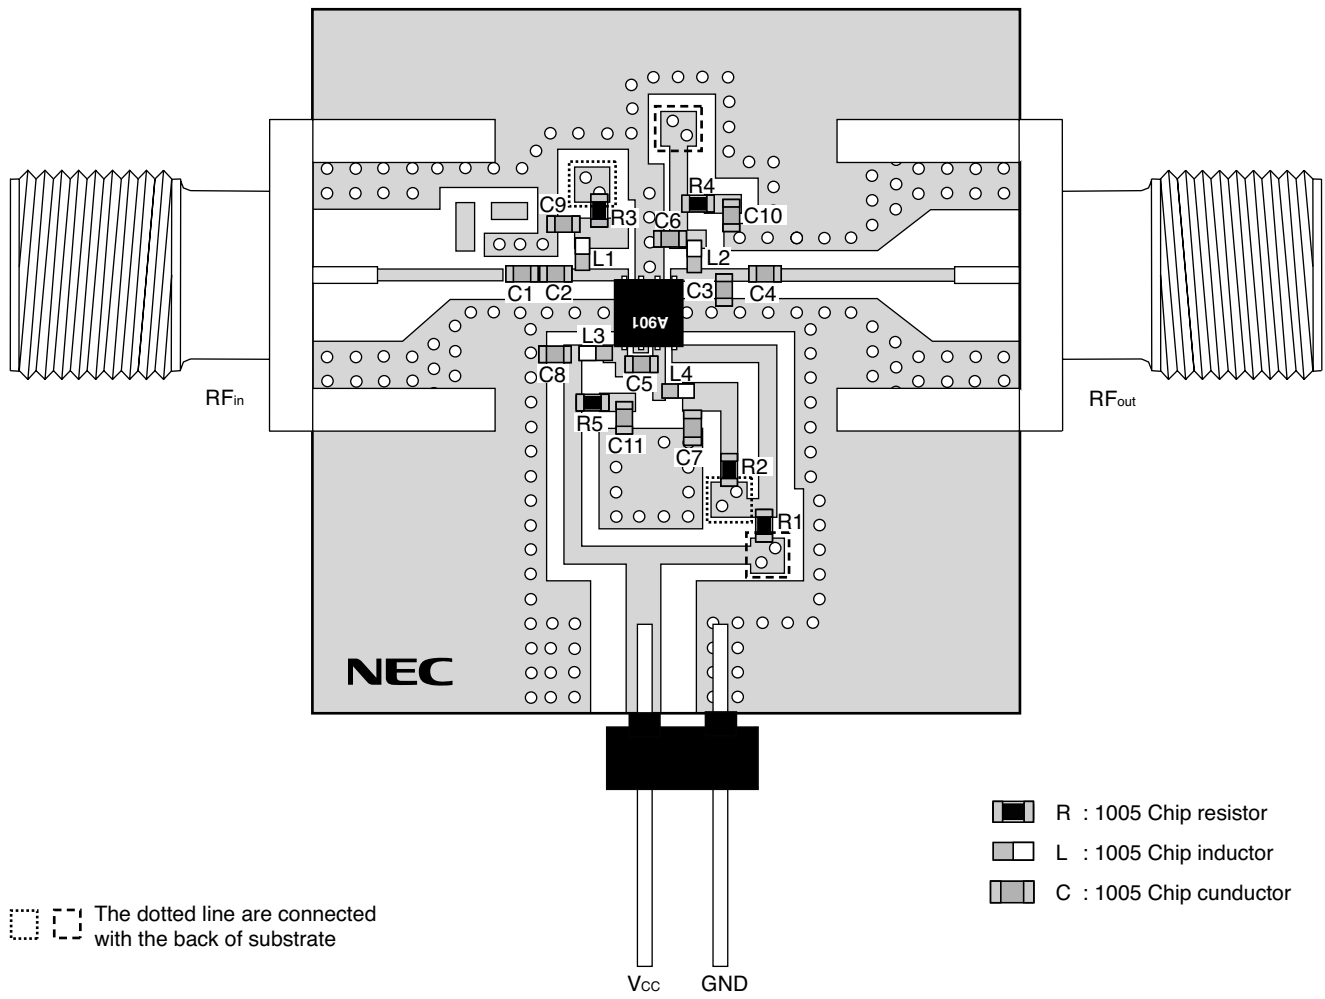 C9
R3
C6
R4
C10
L1
L2
C1
C2
C3
C4
A901
L3
C8
C5
L4
RFin
RFout
R5
C11
C7
R2
R1
NEC
R : 1005 Chip resistor
L : 1005 Chip inductor
C : 1005 Chip cunductor
The dotted line are connected
with the back of substrate
VCC
GND